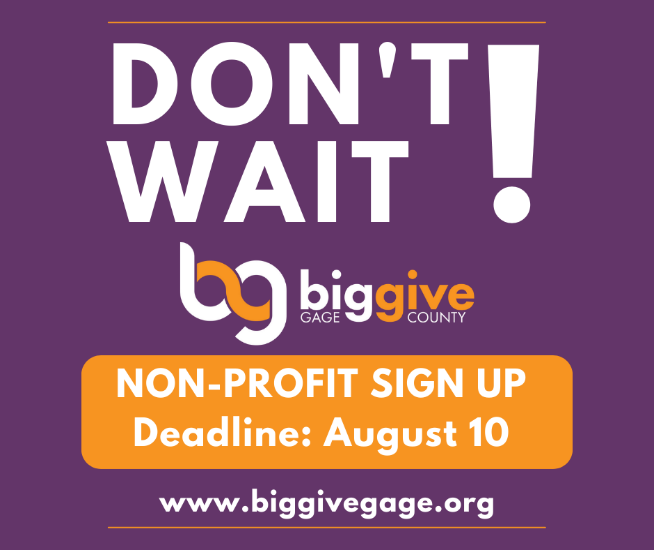 DON'T
WAIT!
bg biggive
GAGE COUNTY
NON-PROFIT SIGN UP
Deadline: August 10
www.biggivegage.org